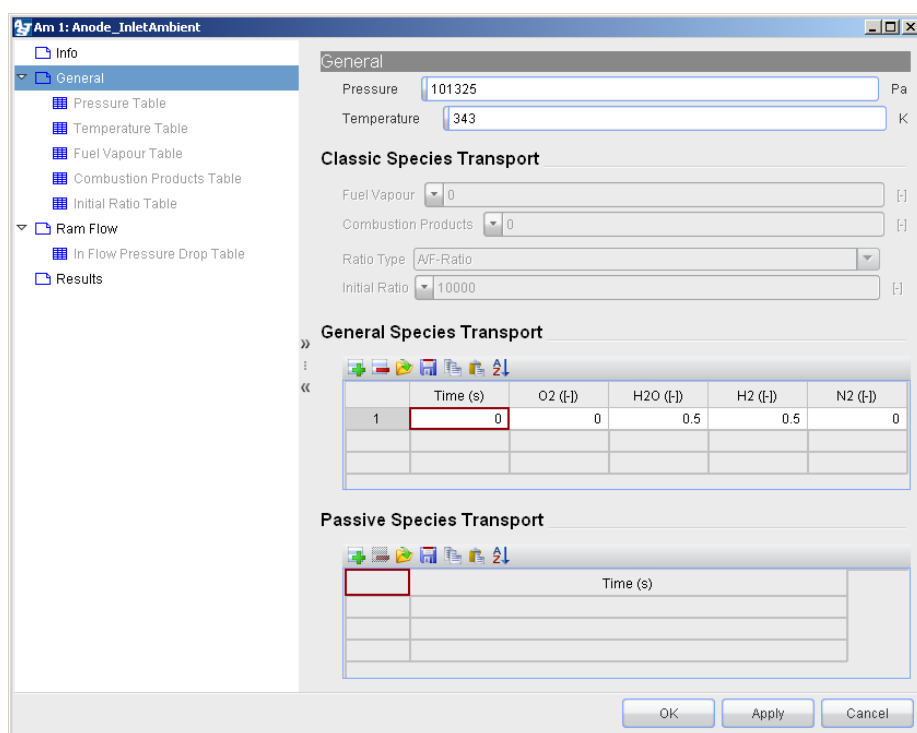 Am 1: Anode_InletAmbient
Info
General
Pressure Table
Temperature Table
Fuel Vapour Table
Combustion Products Table
Initial Ratio Table
Ram Flow
In Flow Pressure Drop Table
Results
General
Pressure 101325 Pa
Temperature 343 K
Classic Species Transport
Fuel Vapour 0 [-]
Combustion Products 0 [-]
Ratio Type A/F-Ratio
Initial Ratio 10000 [-]
General Species Transport
Time (s) O2 ([-]) H2O ([-]) H2 ([-]) N2 ([-])
1 0 0 0.5 0.5 0
Passive Species Transport
Time (s)
OK Apply Cancel